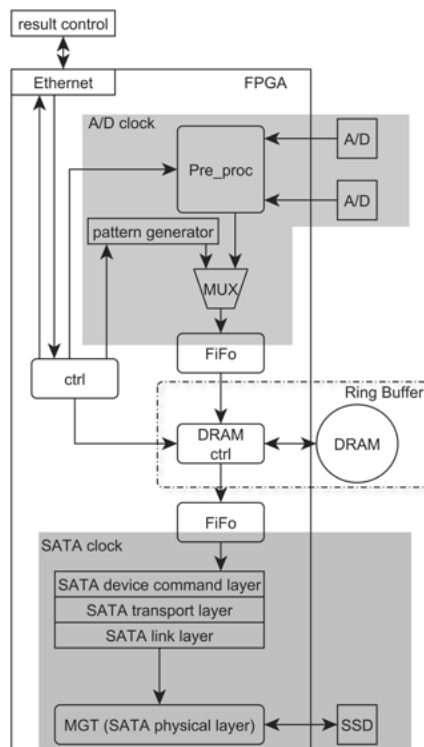 result control
Ethernet
FPGA
A/D clock
A/D
Pre_proc
A/D
pattern generator
MUX
FiFo
ctrl
Ring Buffer
DRAM
ctrl
DRAM
FiFo
SATA clock
SATA device command layer
SATA transport layer
SATA link layer
MGT (SATA physical layer)
SSD